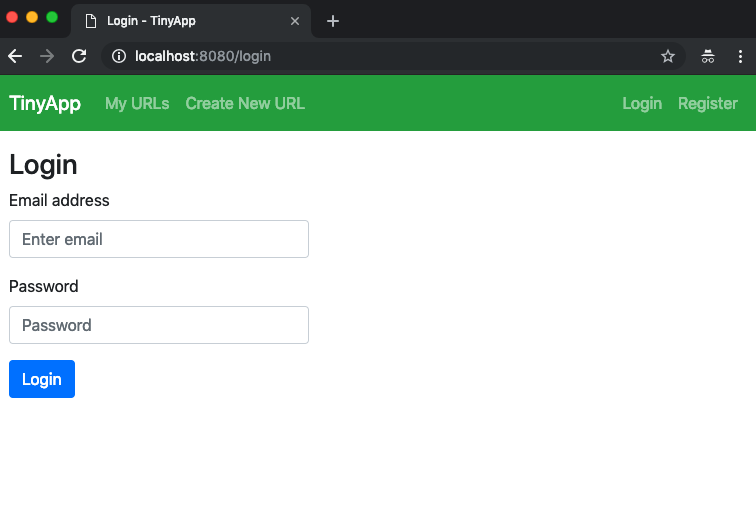 Login - TinyApp
localhost:8080/login
TinyApp My URLs Create New URL Login Register
Login
Email address
Enter email
Password
Password
Login